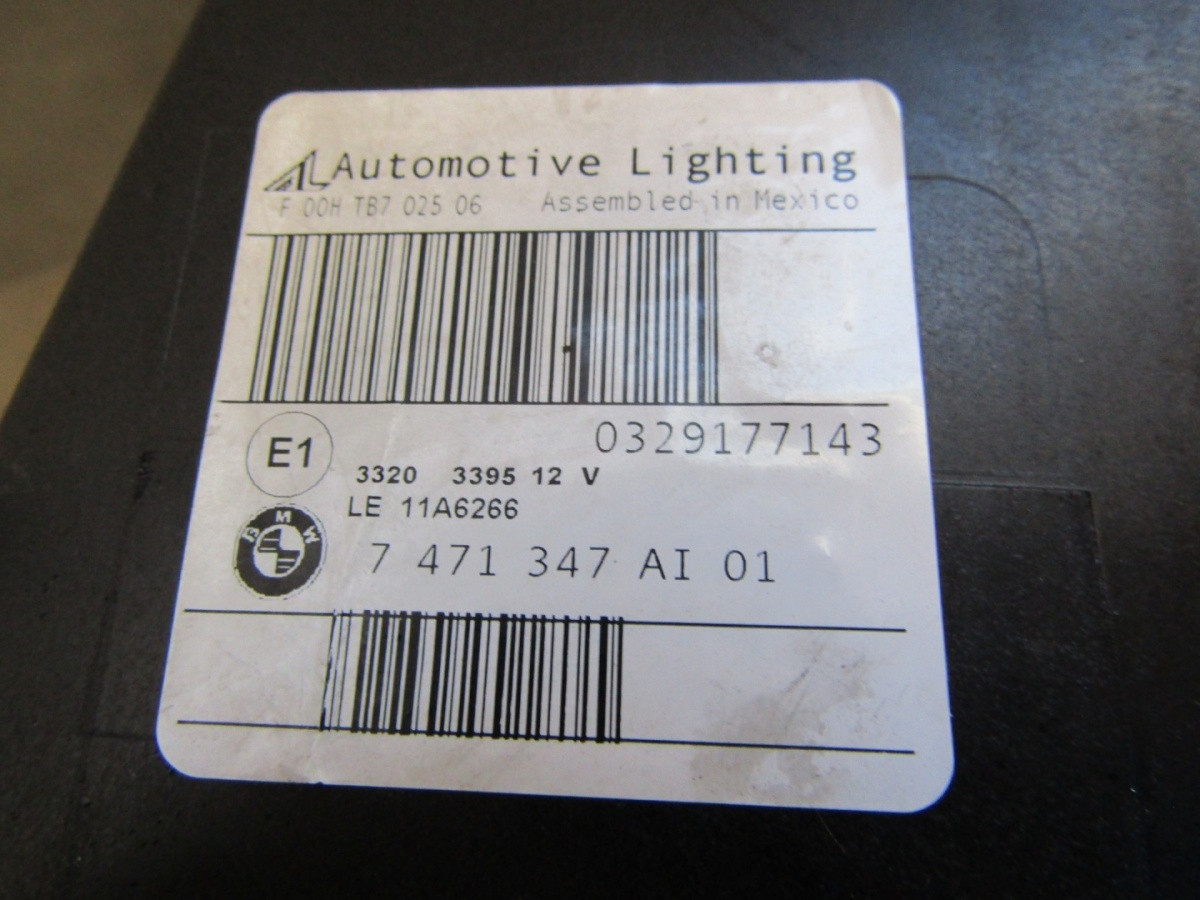 AL Automotive Lighting
F 00H TB7 025 06 Assembled in Mexico
0329177143
E1
3320 3395 12 V
LE 11A6266
BMW
7 471 347 AI 01